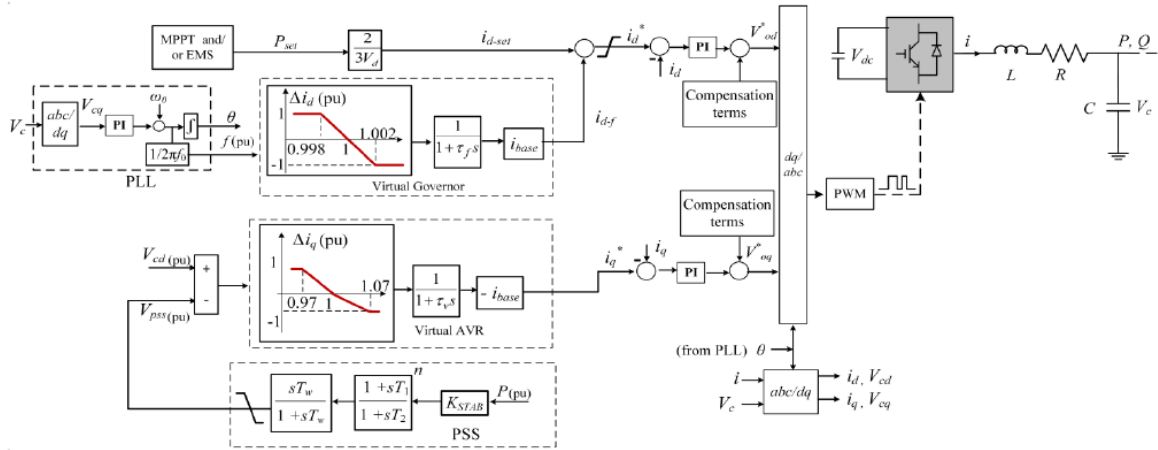 MPPT and/
or EMS
P_set
2
3V_d
i_d-set
i_d*
i_d
PI
V*_od
Compensation
terms
V_dc
i
L
R
P, Q
C
V_c
V_c
abc/
dq
V_cq
PI
ω_0
∫
θ
f(pu)
1/2πf_0
PLL
Δi_d (pu)
1
0.998
1
1.002
-1
1
1+τ_f s
i_base
i_d-f
Virtual Governor
dq/
abc
PWM
Compensation
terms
V_cd (pu)
V_pss(pu)
+
-
Δi_q (pu)
1
0.97
1
1.07
-1
1
1+τ_v s
- i_base
Virtual AVR
i_q*
i_q
PI
V*_oq
(from PLL) θ
i
V_c
abc/dq
i_d, V_cd
i_q, V_cq
sT_w
1+sT_w
1+sT_1
1+sT_2
n
K_STAB
P(pu)
PSS